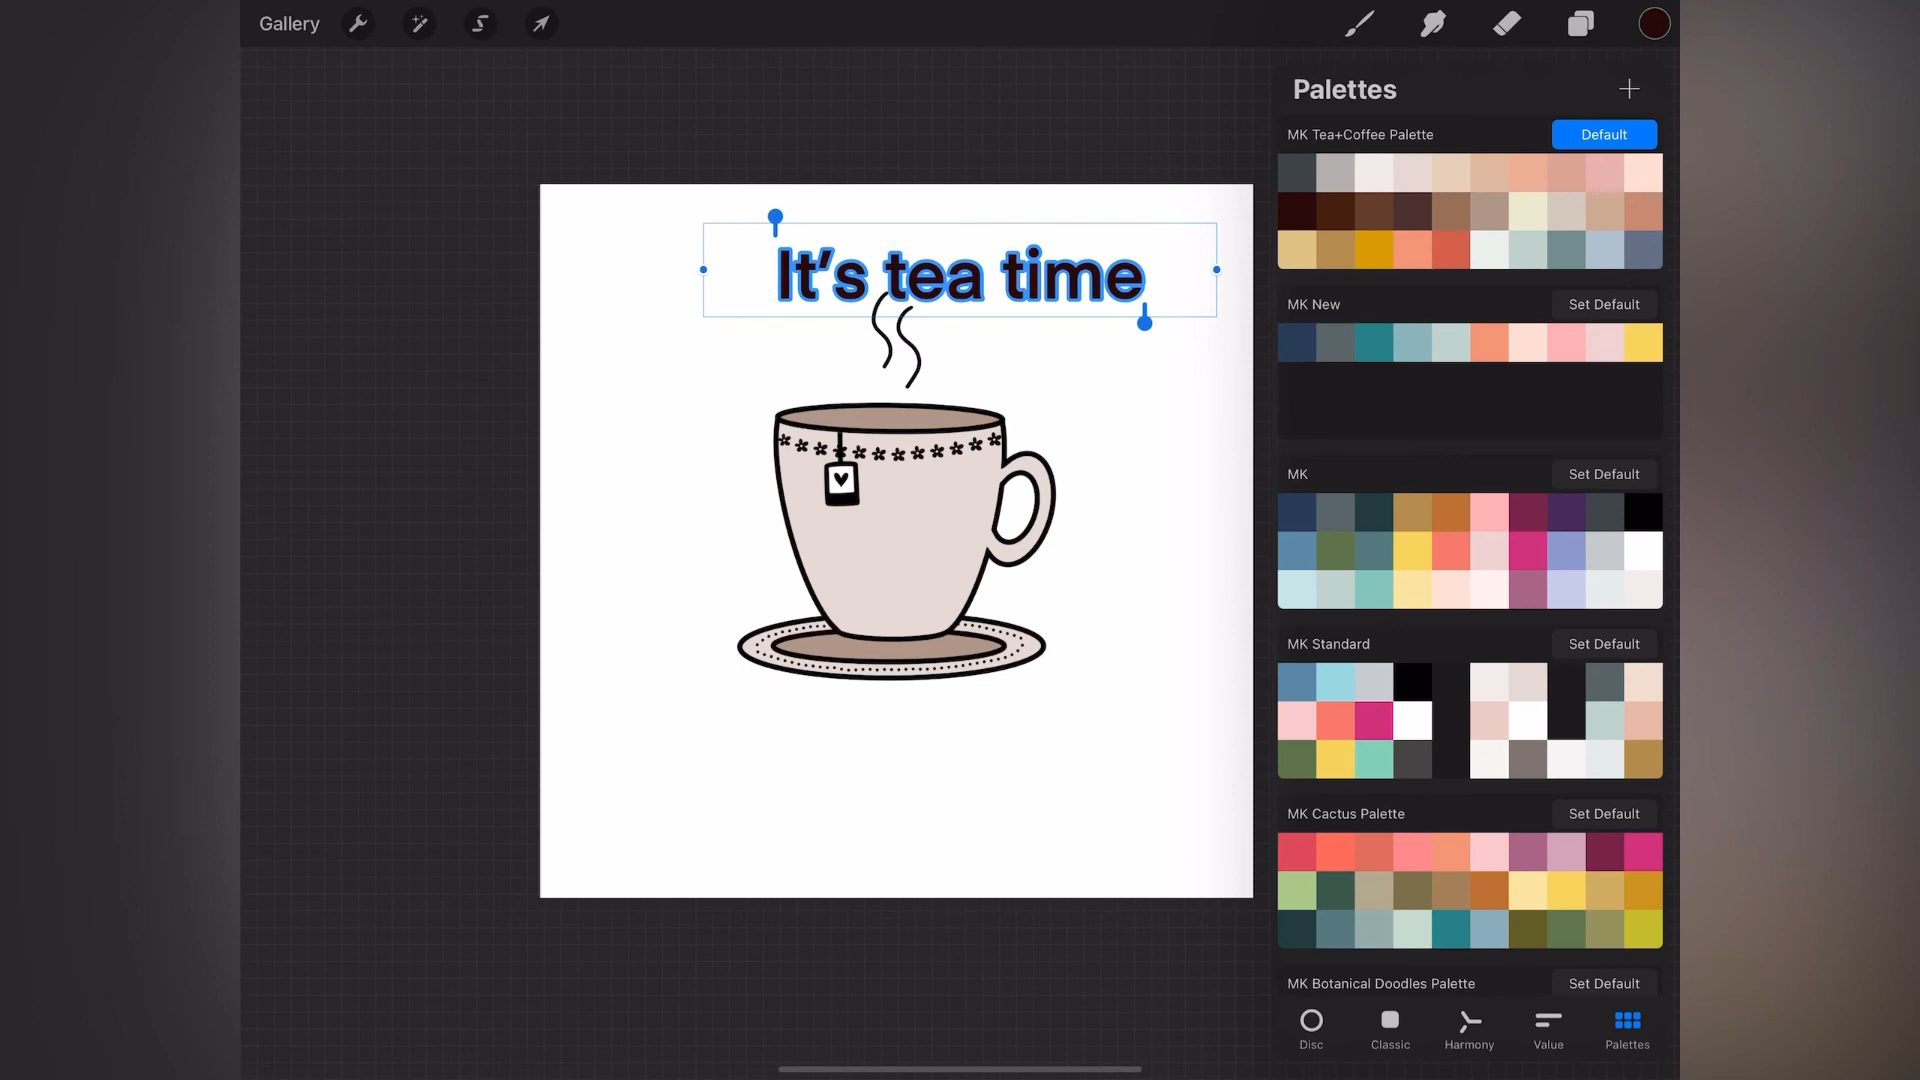 Gallery
Palettes
MK Tea+Coffee Palette
Default
It's tea time
MK New
Set Default
MK
Set Default
MK Standard
Set Default
MK Cactus Palette
Set Default
MK Botanical Doodles Palette
Set Default
Disc
Classic
Harmony
Value
Palettes